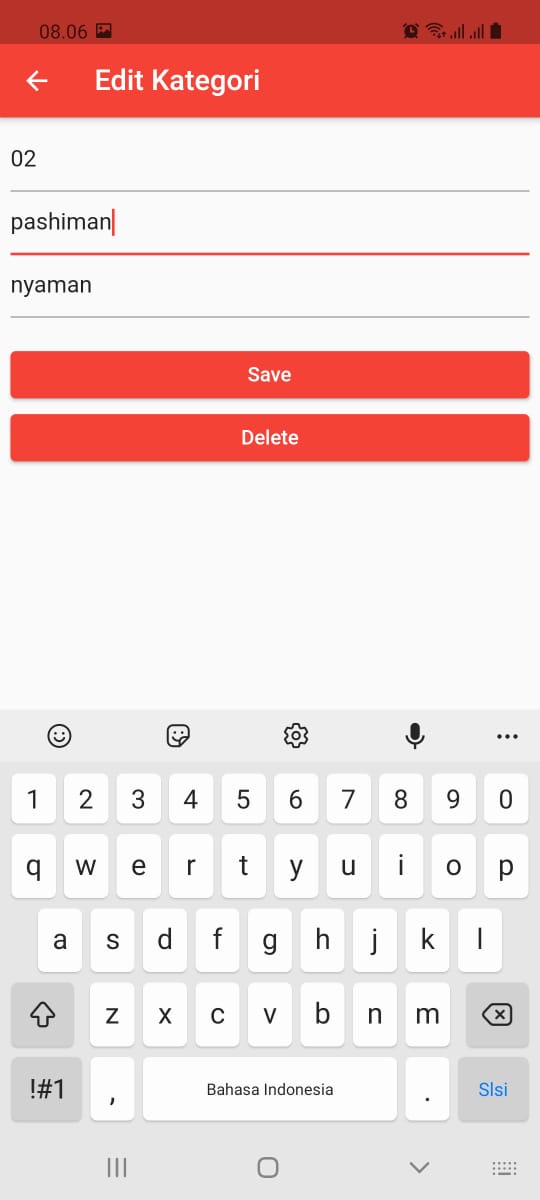 08.06
Edit Kategori
02
pashiman
nyaman
Save
Delete
1 2 3 4 5 6 7 8 9 0
q w e r t y u i o p
a s d f g h j k l
z x c v b n m
!#1 , Bahasa Indonesia . Slsi